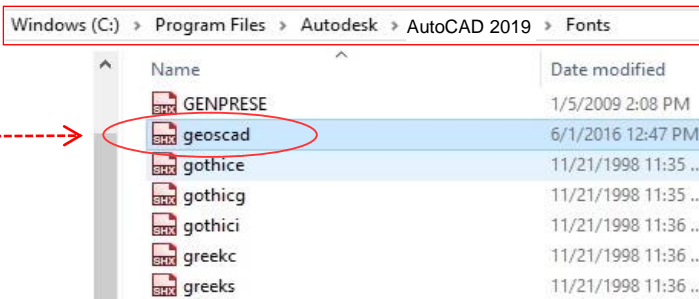 Windows (C:) > Program Files > Autodesk > AutoCAD 2019 > Fonts
Name Date modified
GENPRESE 1/5/2009 2:08 PM
geoscad 6/1/2016 12:47 PM
gothice 11/21/1998 11:35 ..
gothicg 11/21/1998 11:35 ..
gothici 11/21/1998 11:36 ..
greekc 11/21/1998 11:36 ..
greeks 11/21/1998 11:36 ..